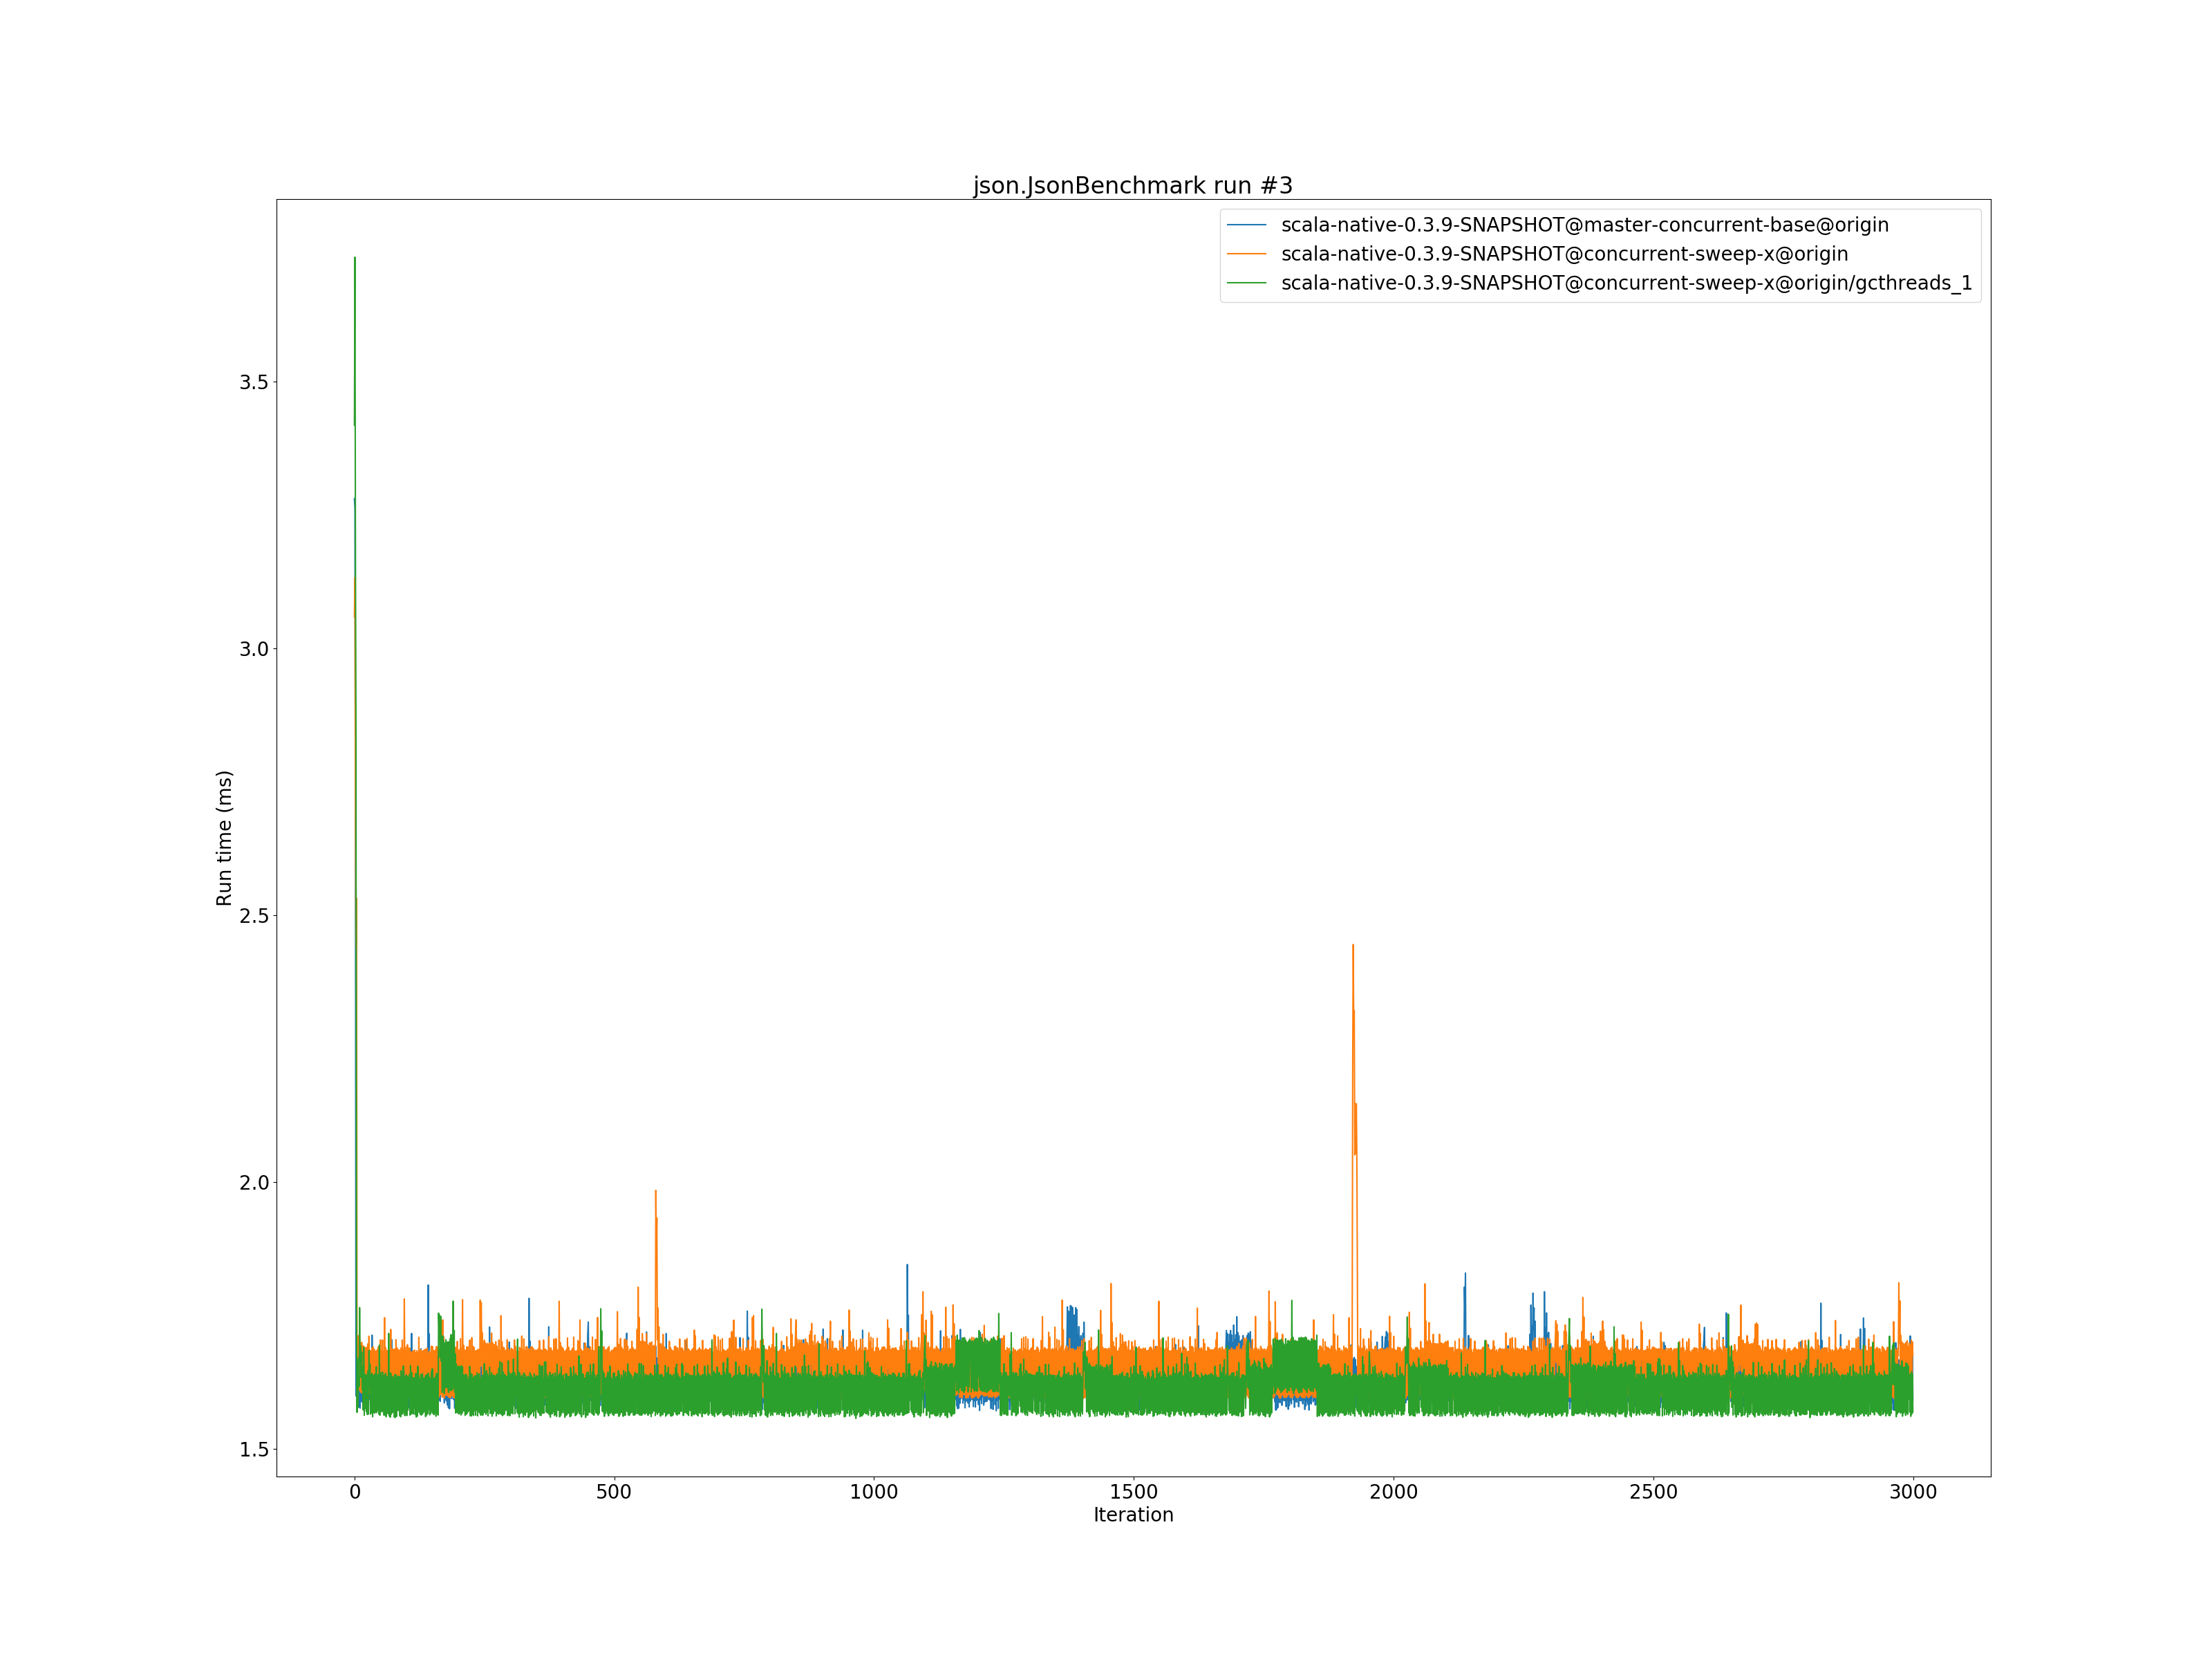 json.JsonBenchmark run #3
scala-native-0.3.9-SNAPSHOT@master-concurrent-base@origin
scala-native-0.3.9-SNAPSHOT@concurrent-sweep-x@origin
scala-native-0.3.9-SNAPSHOT@concurrent-sweep-x@origin/gcthreads_1
Run time (ms)
3.5
3.0
2.5
2.0
1.5
0 500 1000 1500 2000 2500 3000
Iteration